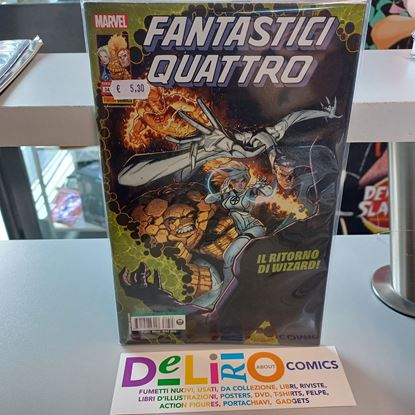 MARVEL
FANTASTICI
QUATTRO
€ 5,30
IL RITORNO
DI WIZARD!
DELIRIO ABOUT COMICS
FUMETTI NUOVI, USATI, DA COLLEZIONE, LIBRI, RIVISTE,
LIBRI D'ILLUSTRAZIONI, POSTERS, DVD, T-SHIRTS, FELPE,
ACTION FIGURES, PORTACHIAVI, GADGETS